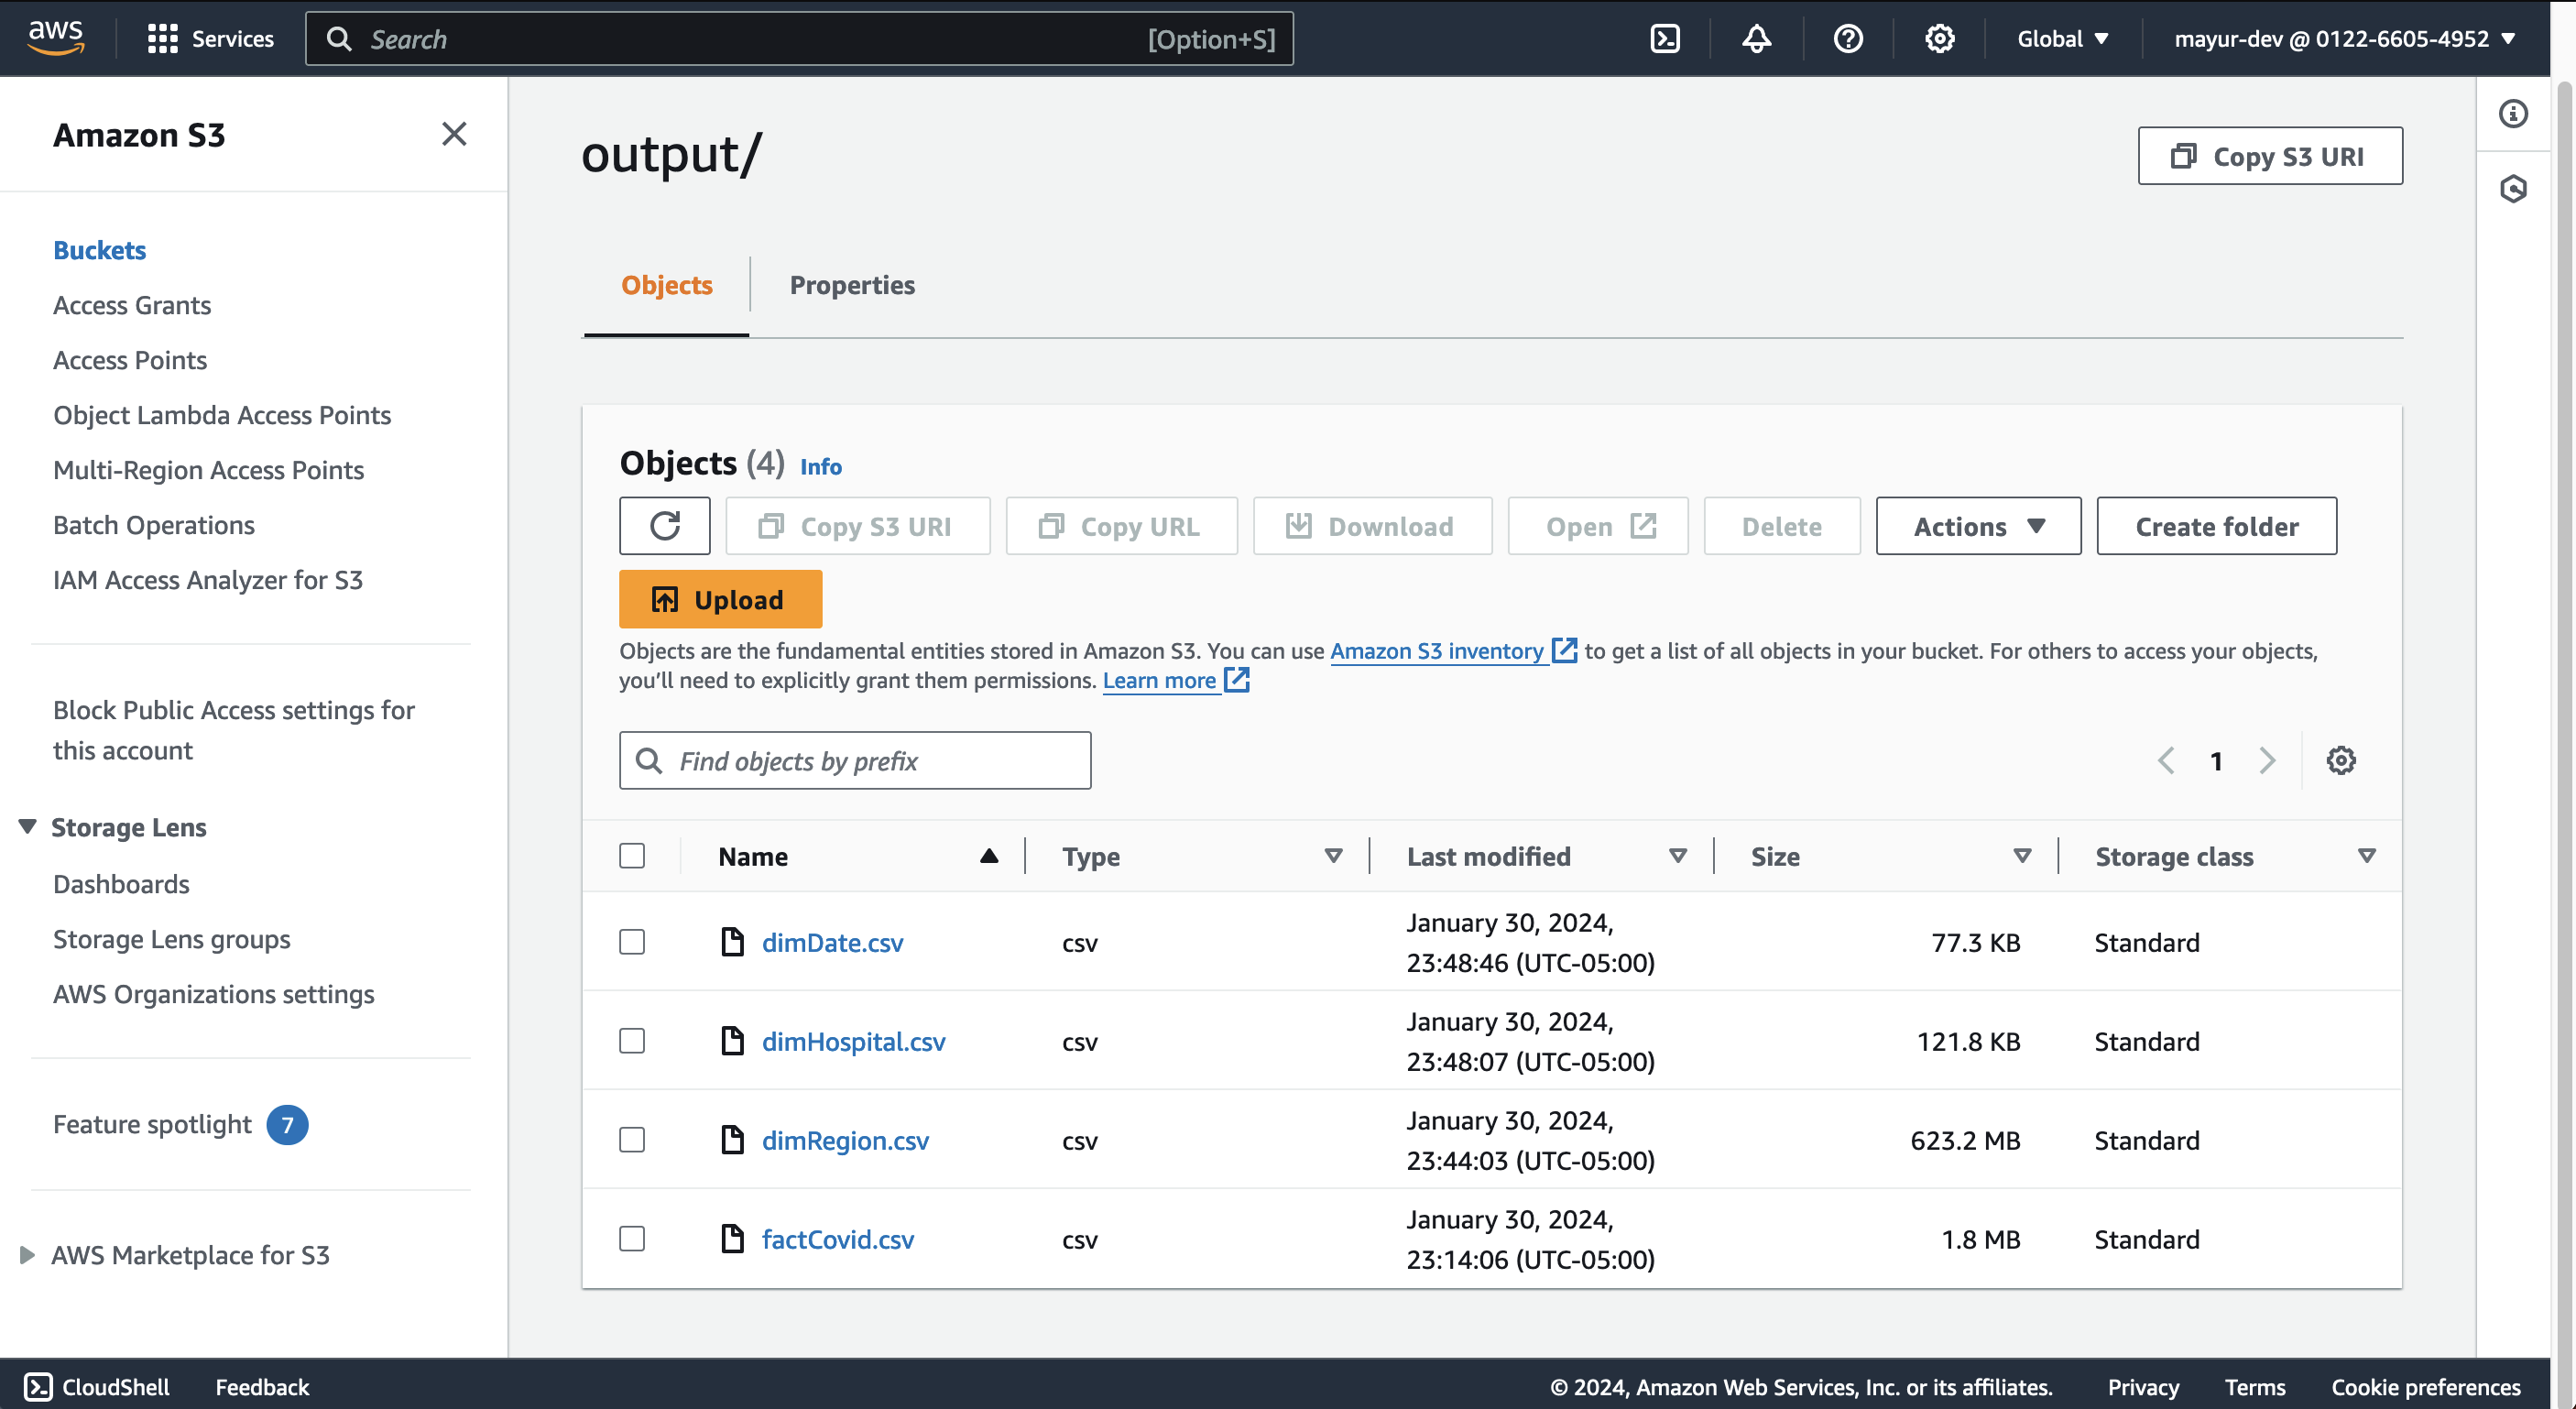 aws
Services
Search
[Option+S]
Global
mayur-dev @ 0122-6605-4952
Amazon S3
Buckets
Access Grants
Access Points
Object Lambda Access Points
Multi-Region Access Points
Batch Operations
IAM Access Analyzer for S3
Block Public Access settings for
this account
Storage Lens
Dashboards
Storage Lens groups
AWS Organizations settings
Feature spotlight 7
AWS Marketplace for S3
output/
Copy S3 URI
Objects
Properties
Objects (4) Info
Copy S3 URI
Copy URL
Download
Open
Delete
Actions
Create folder
Upload
Objects are the fundamental entities stored in Amazon S3. You can use Amazon S3 inventory to get a list of all objects in your bucket. For others to access your objects,
you’ll need to explicitly grant them permissions. Learn more
Find objects by prefix
1
Name Type Last modified Size Storage class
dimDate.csv csv January 30, 2024, 77.3 KB Standard
23:48:46 (UTC-05:00)
dimHospital.csv csv January 30, 2024, 121.8 KB Standard
23:48:07 (UTC-05:00)
dimRegion.csv csv January 30, 2024, 623.2 MB Standard
23:44:03 (UTC-05:00)
factCovid.csv csv January 30, 2024, 1.8 MB Standard
23:14:06 (UTC-05:00)
CloudShell
Feedback
© 2024, Amazon Web Services, Inc. or its affiliates.
Privacy
Terms
Cookie preferences